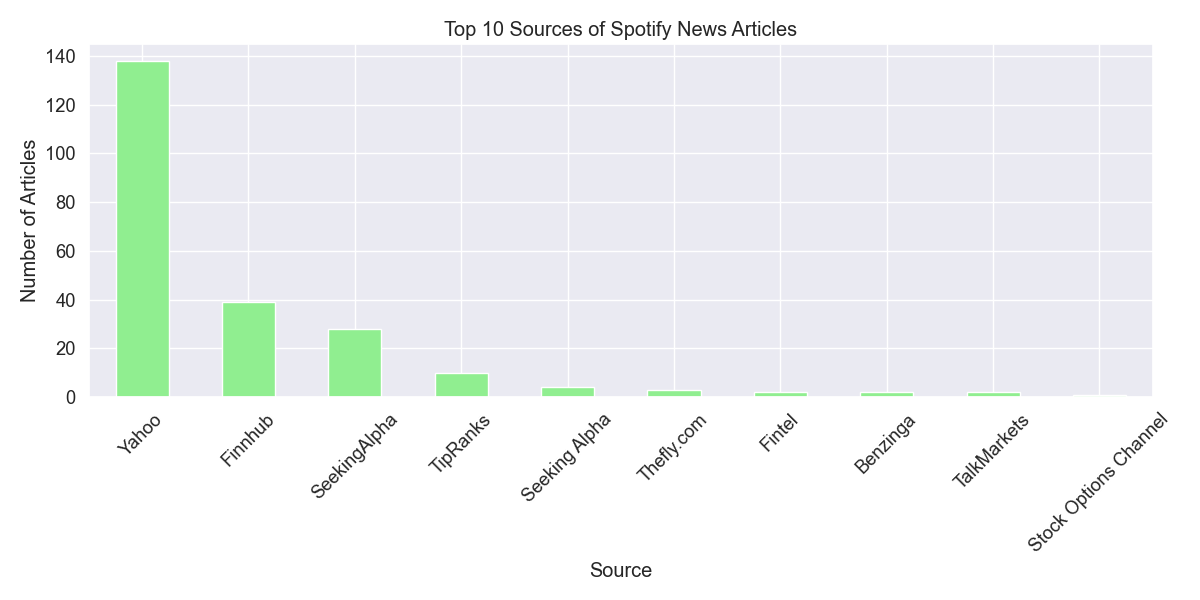 Top 10 Sources of Spotify News Articles
Number of Articles
140
120
100
80
60
40
20
0
Yahoo
Finnhub
SeekingAlpha
TipRanks
Seeking Alpha
Thefly.com
Fintel
Benzinga
TalkMarkets
Stock Options Channel
Source